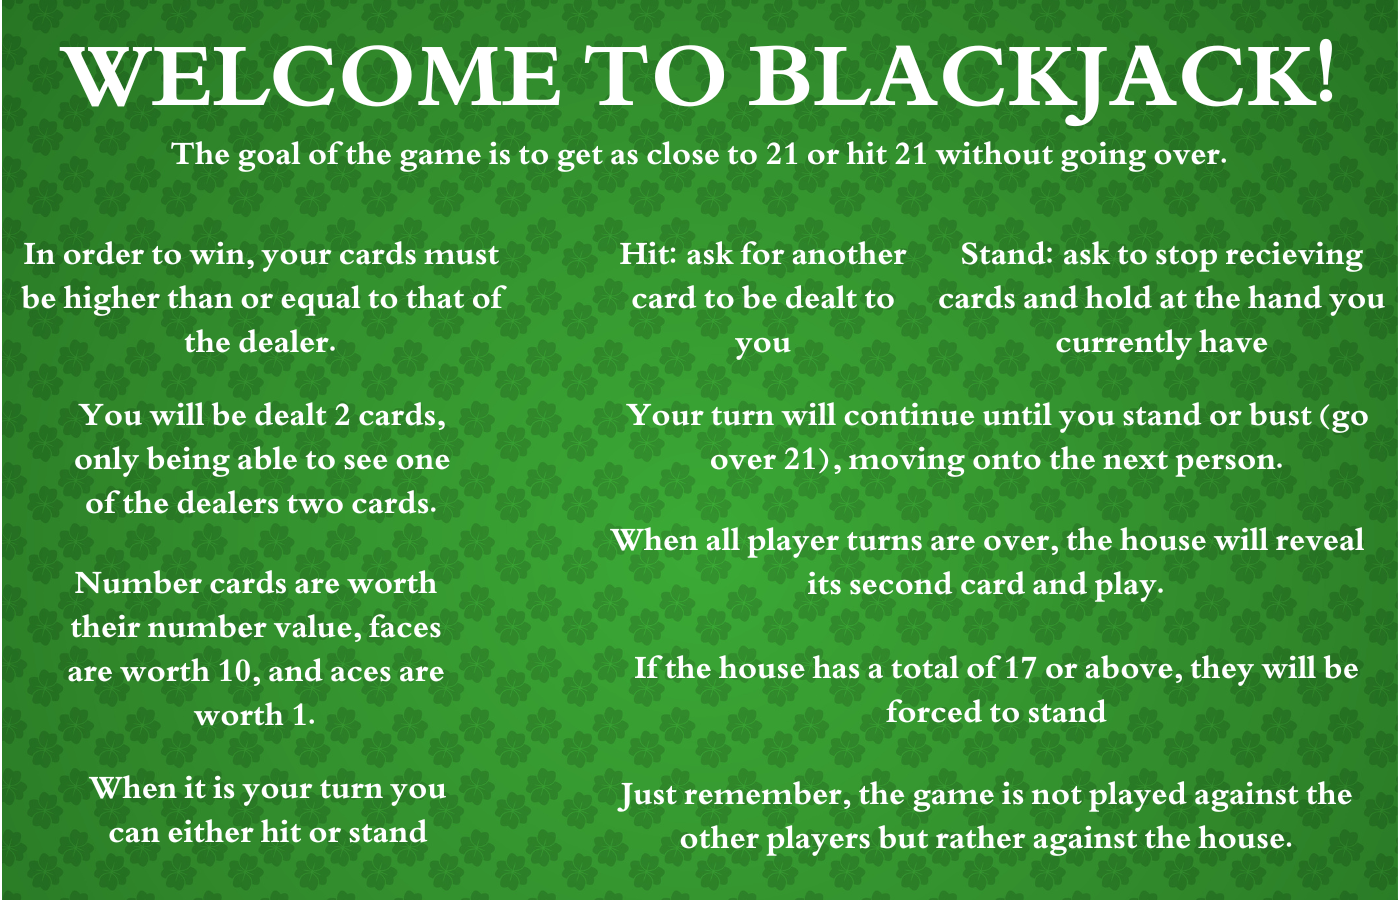 WELCOME TO BLACKJACK!
The goal of the game is to get as close to 21 or hit 21 without going over.
In order to win, your cards must
be higher than or equal to that of
the dealer.
You will be dealt 2 cards,
only being able to see one
of the dealers two cards.
Number cards are worth
their number value, faces
are worth 10, and aces are
worth 1.
When it is your turn you
can either hit or stand
Hit: ask for another
card to be dealt to
you
Stand: ask to stop recieving
cards and hold at the hand you
currently have
Your turn will continue until you stand or bust (go
over 21), moving onto the next person.
When all player turns are over, the house will reveal
its second card and play.
If the house has a total of 17 or above, they will be
forced to stand
Just remember, the game is not played against the
other players but rather against the house.